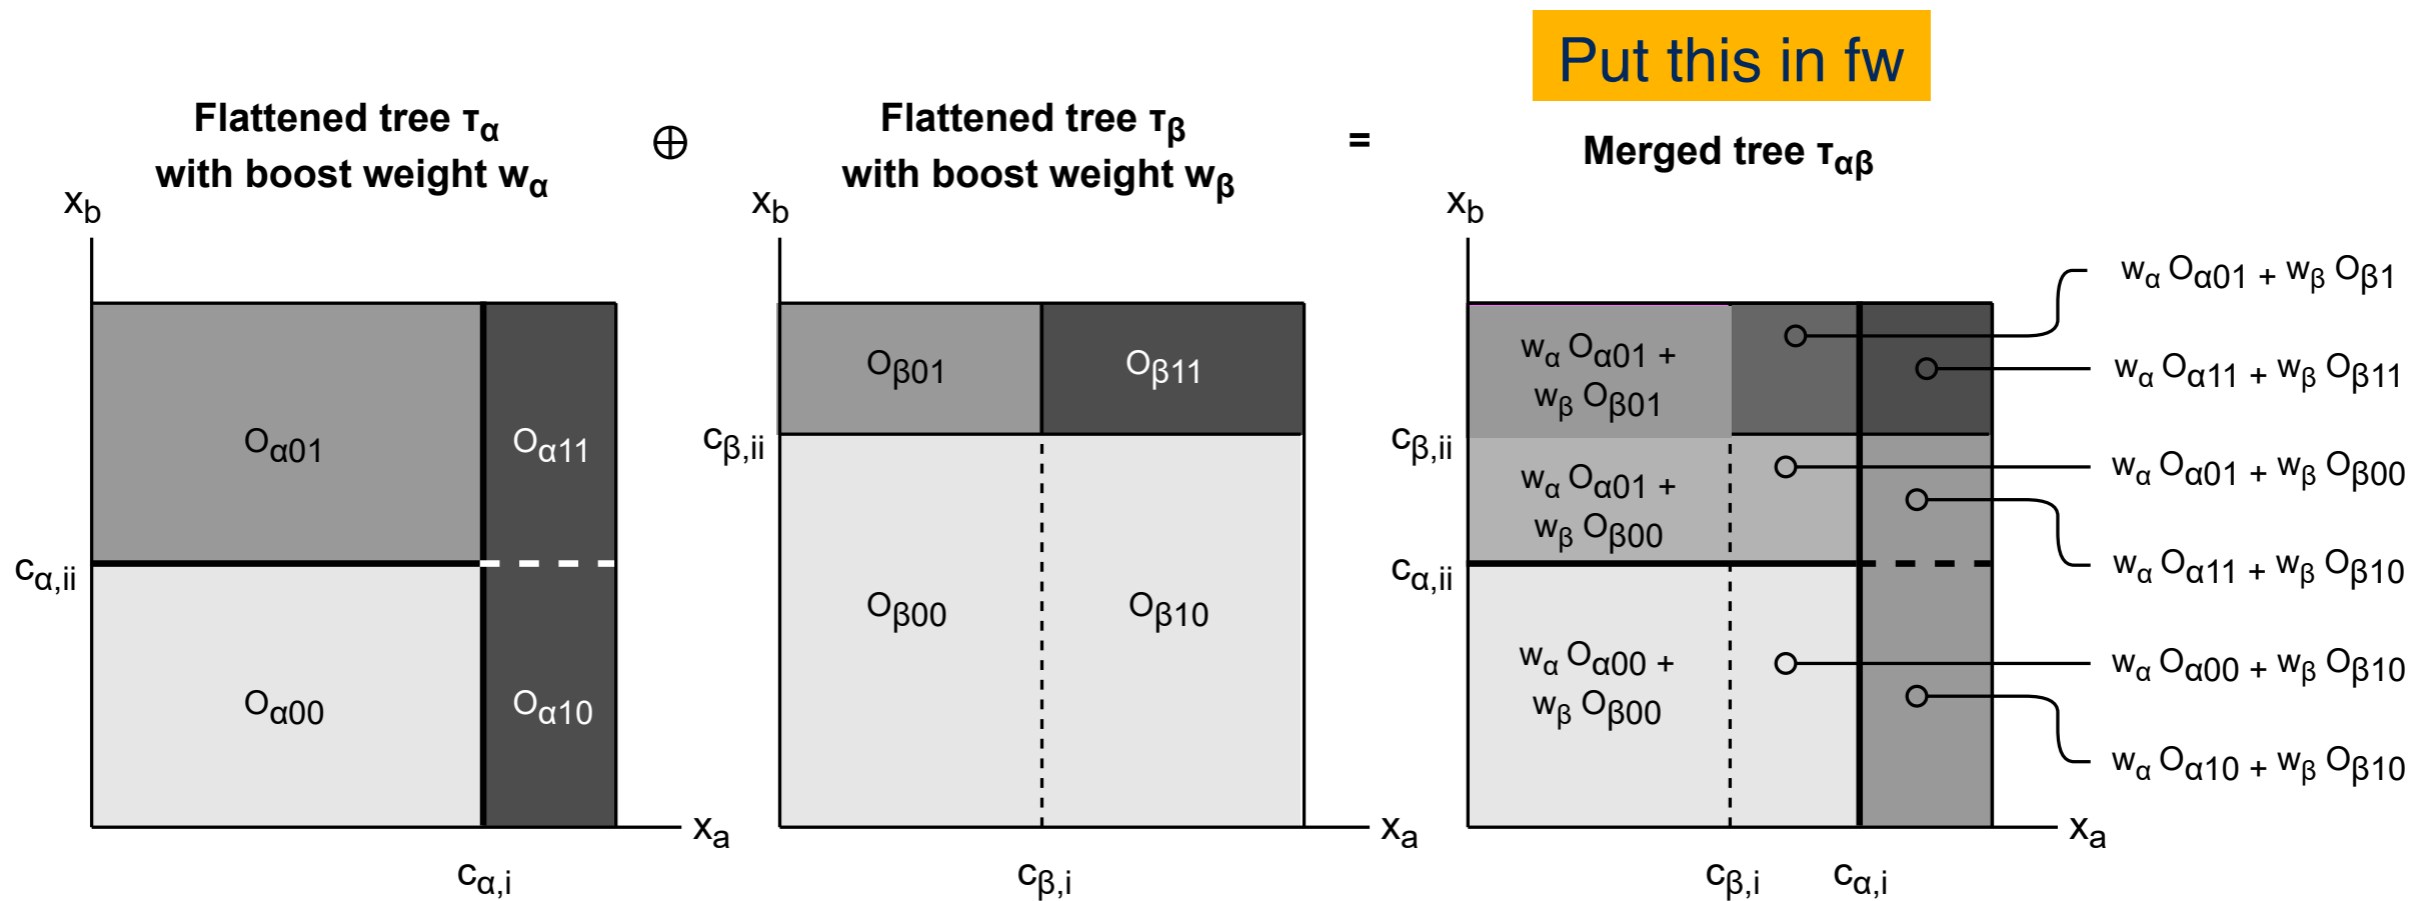 Put this in fw
Flattened tree τα
with boost weight wα
⊕
Flattened tree τβ
with boost weight wβ
=
Merged tree ταβ
xb
Oα01
Oα11
cα,ii
Oα00
Oα10
xa
cα,i
xb
Oβ01
Oβ11
cβ,ii
Oβ00
Oβ10
xa
cβ,i
xb
wα Oα01 +
wβ Oβ01
cβ,ii
wα Oα01 +
wβ Oβ00
cα,ii
wα Oα00 +
wβ Oβ00
xa
cβ,i
cα,i
wα Oα01 + wβ Oβ1
wα Oα11 + wβ Oβ11
wα Oα01 + wβ Oβ00
wα Oα11 + wβ Oβ10
wα Oα00 + wβ Oβ10
wα Oα10 + wβ Oβ10